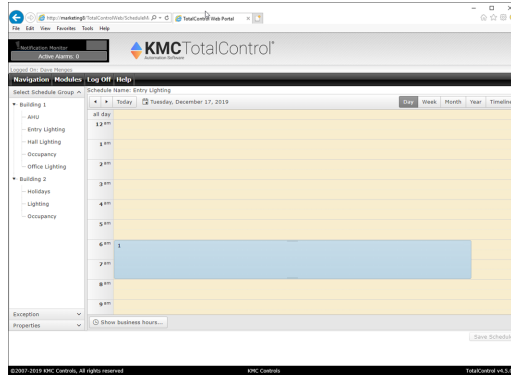 http://marketing8/TotalControlWeb/Schedule
TotalControl Web Portal
File Edit View Favorites Tools Help
Notification Monitor
Active Alarms: 0
KMC TotalControl
Automation Software
Logged On: Dave Menges
Navigation Modules Log Off Help
Select Schedule Group
Schedule Name: Entry Lighting
Today
Tuesday, December 17, 2019
Day Week Month Year Timeline
Building 1
AHU
Entry Lighting
Hall Lighting
Occupancy
Office Lighting
Building 2
Holidays
Lighting
Occupancy
all day
12 am
1 am
2 am
3 am
4 am
5 am
6 am
1
7 am
8 am
9 am
Exception
Properties
Show business hours...
Save Schedule
©2007-2019 KMC Controls, All rights reserved
KMC Controls
TotalControl v4.5.